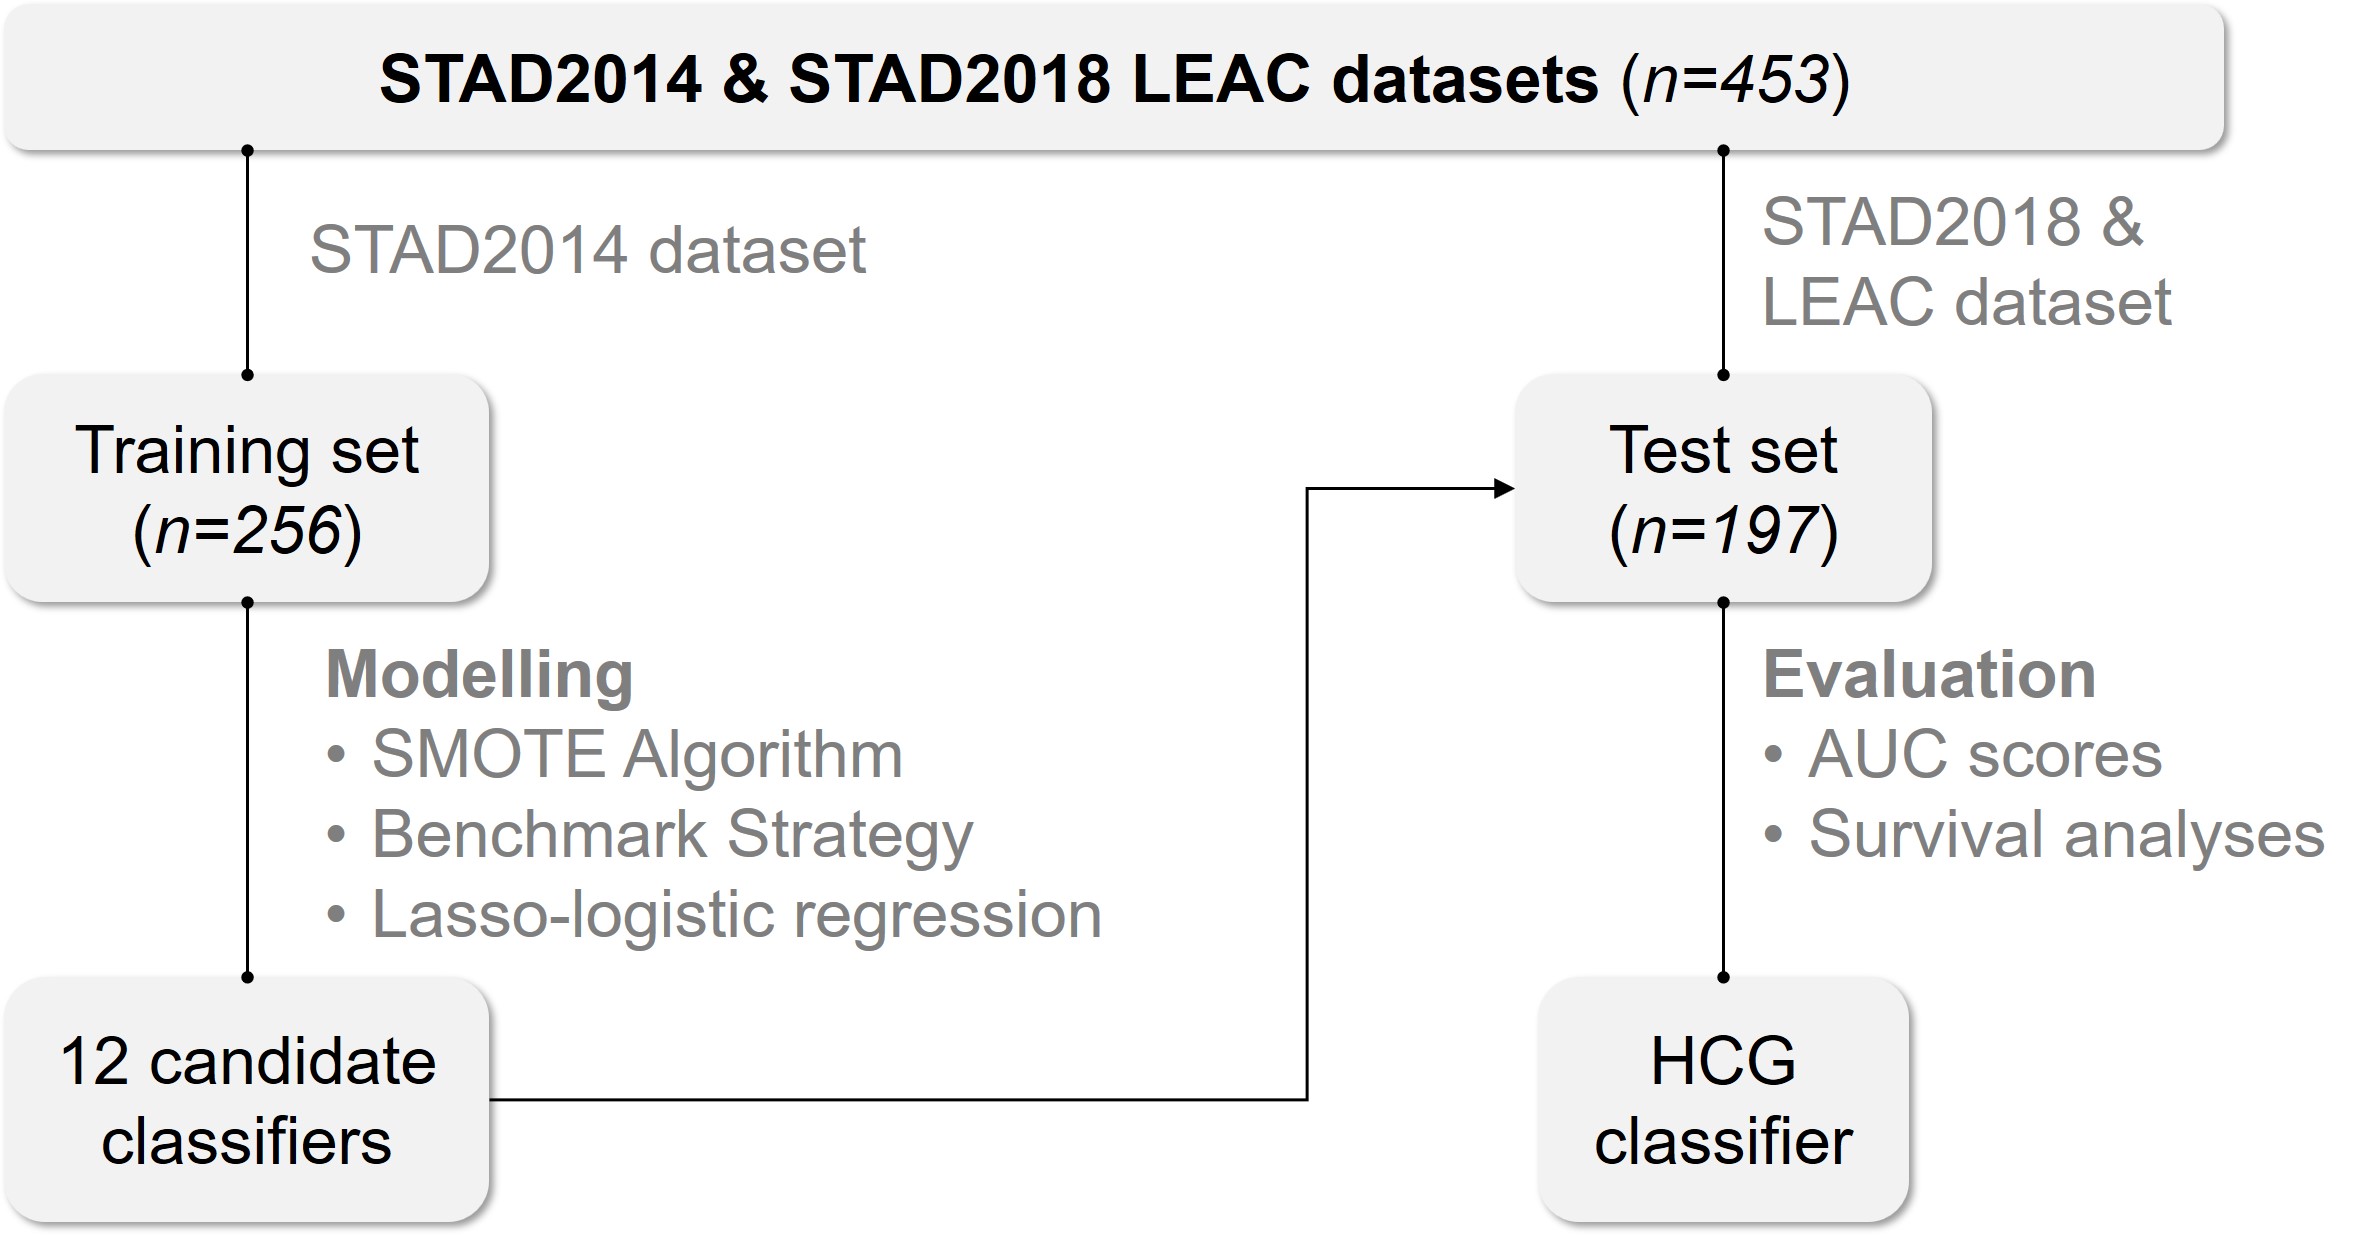 STAD2014 & STAD2018 LEAC datasets (n=453)
STAD2014 dataset
STAD2018 &
LEAC dataset
Training set
(n=256)
Test set
(n=197)
Modelling
• SMOTE Algorithm
• Benchmark Strategy
• Lasso-logistic regression
Evaluation
• AUC scores
• Survival analyses
12 candidate
classifiers
HCG
classifier